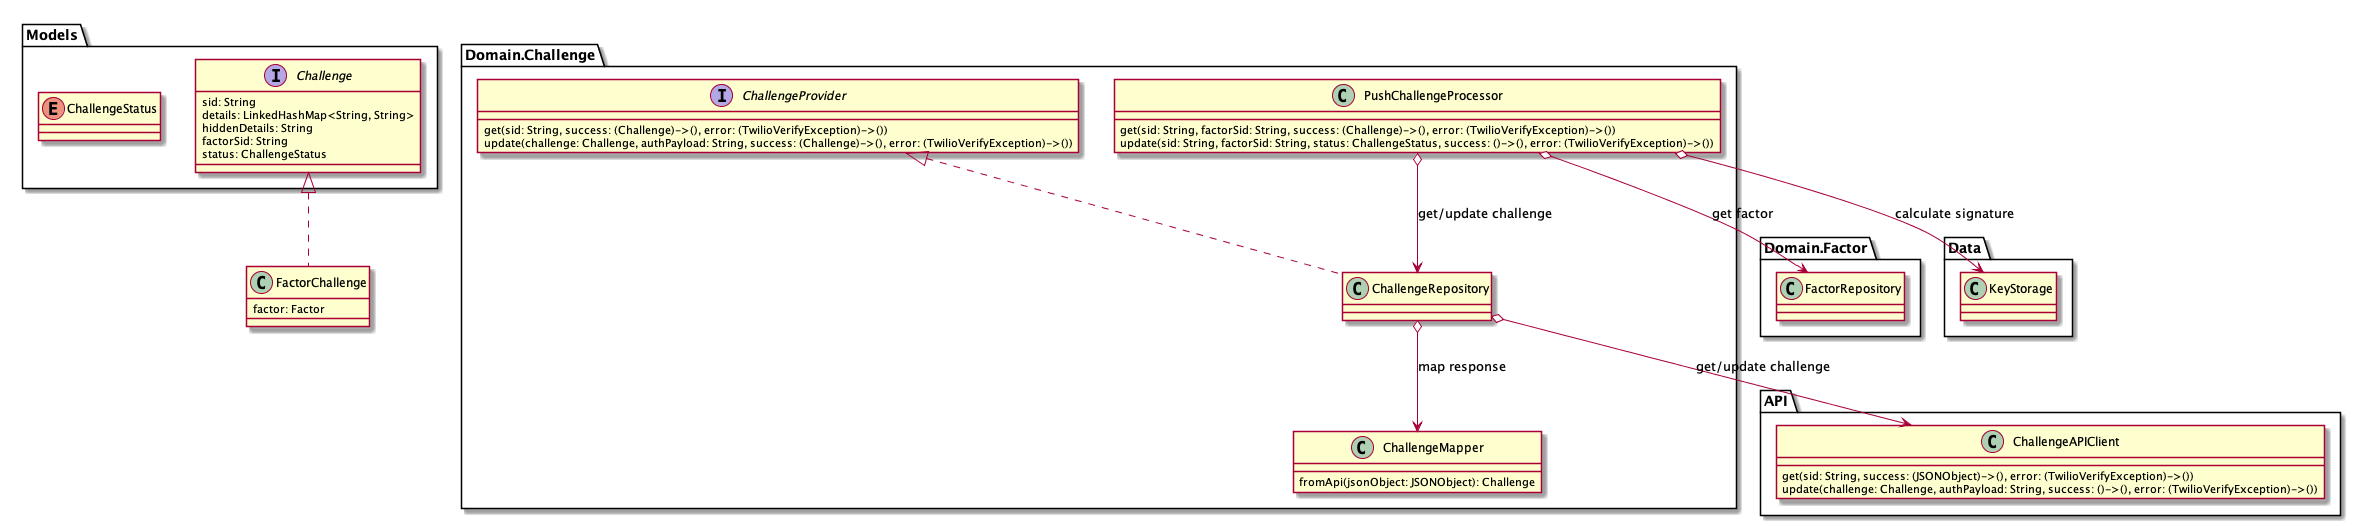 Models
E ChallengeStatus
I Challenge
sid: String
details: LinkedHashMap<String, String>
hiddenDetails: String
factorSid: String
status: ChallengeStatus
C FactorChallenge
factor: Factor
Domain.Challenge
I ChallengeProvider
get(sid: String, success: (Challenge)->(), error: (TwilioVerifyException)->())
update(challenge: Challenge, authPayload: String, success: (Challenge)->(), error: (TwilioVerifyException)->())
C PushChallengeProcessor
get(sid: String, factorSid: String, success: (Challenge)->(), error: (TwilioVerifyException)->())
update(sid: String, factorSid: String, status: ChallengeStatus, success: ()->(), error: (TwilioVerifyException)->())
get/update challenge
get factor
calculate signature
C ChallengeRepository
map response
get/update challenge
C ChallengeMapper
fromApi(jsonObject: JSONObject): Challenge
Domain.Factor
C FactorRepository
Data
C KeyStorage
API
C ChallengeAPIClient
get(sid: String, success: (JSONObject)->(), error: (TwilioVerifyException)->())
update(challenge: Challenge, authPayload: String, success: ()->(), error: (TwilioVerifyException)->())